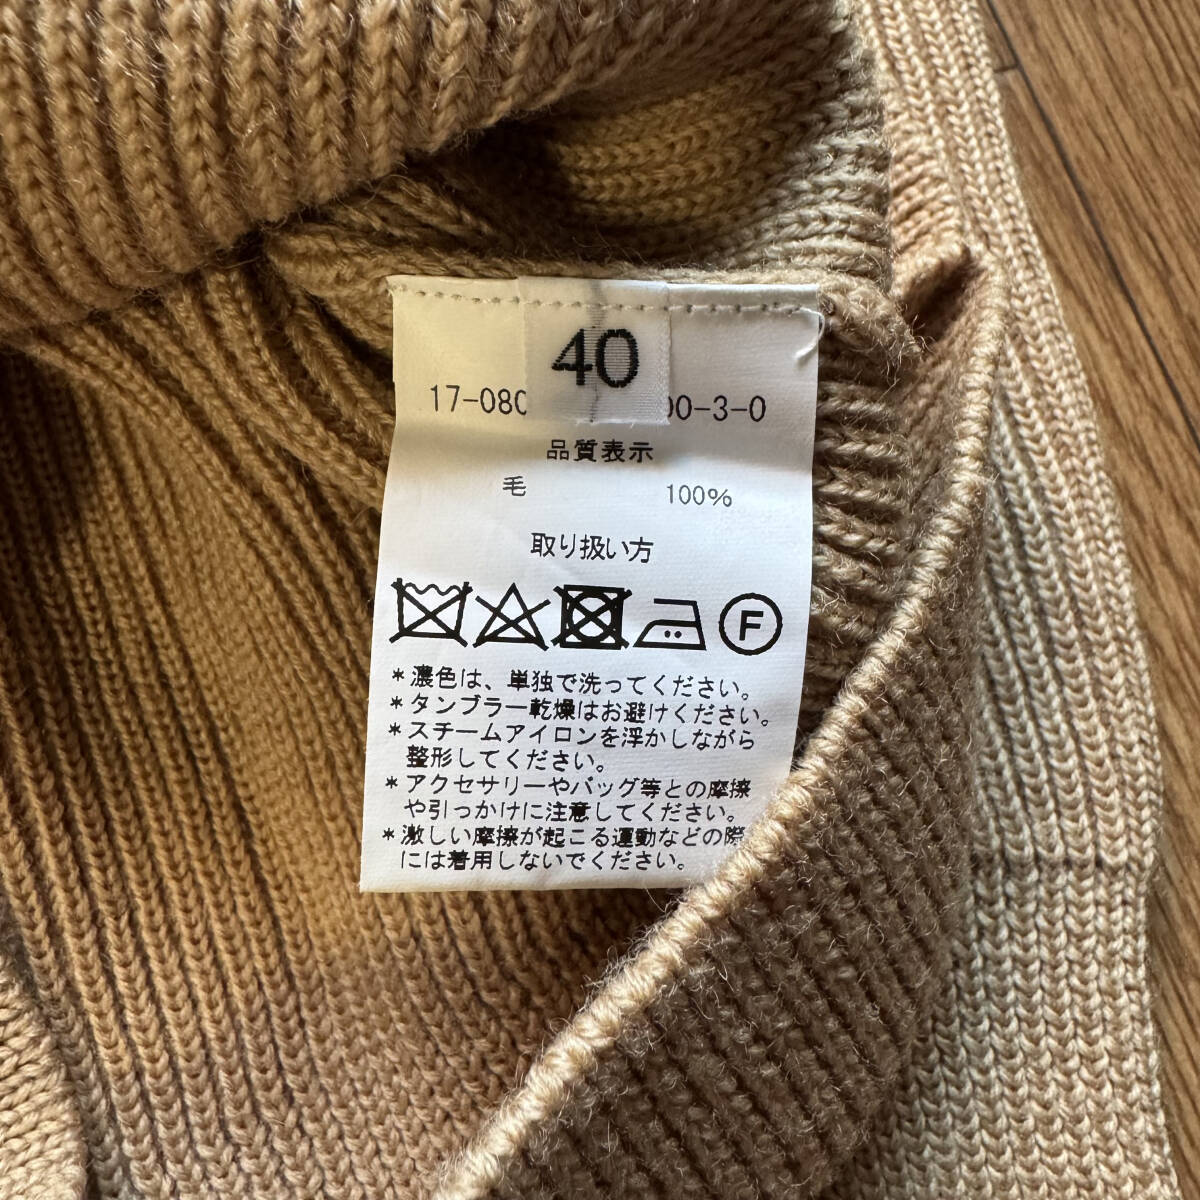 40
17-080 00-3-0
品質表示
毛 100%
取り扱い方
F
*濃色は、単独で洗ってください。
*タンブラー乾燥はお避けください。
*スチームアイロンを浮かしながら
整形してください。
*アクセサリーやバッグ等との摩擦
や引っかけに注意してください。
*激しい摩擦が起こる運動などの際
には着用しないでください。